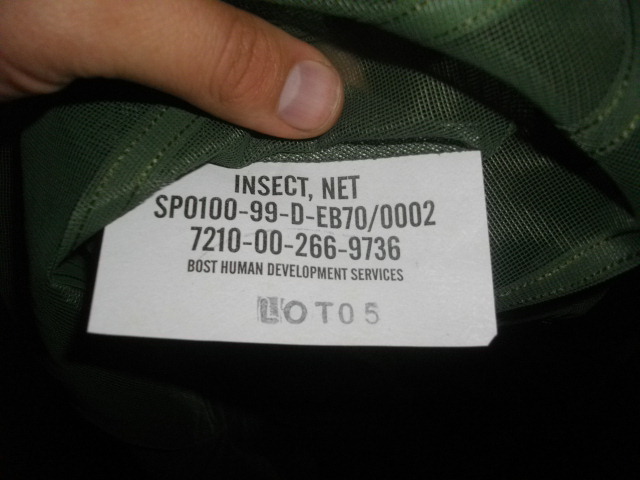 INSECT, NET
SP0100-99-D-EB70/0002
7210-00-266-9736
BOST HUMAN DEVELOPMENT SERVICES
LOT05